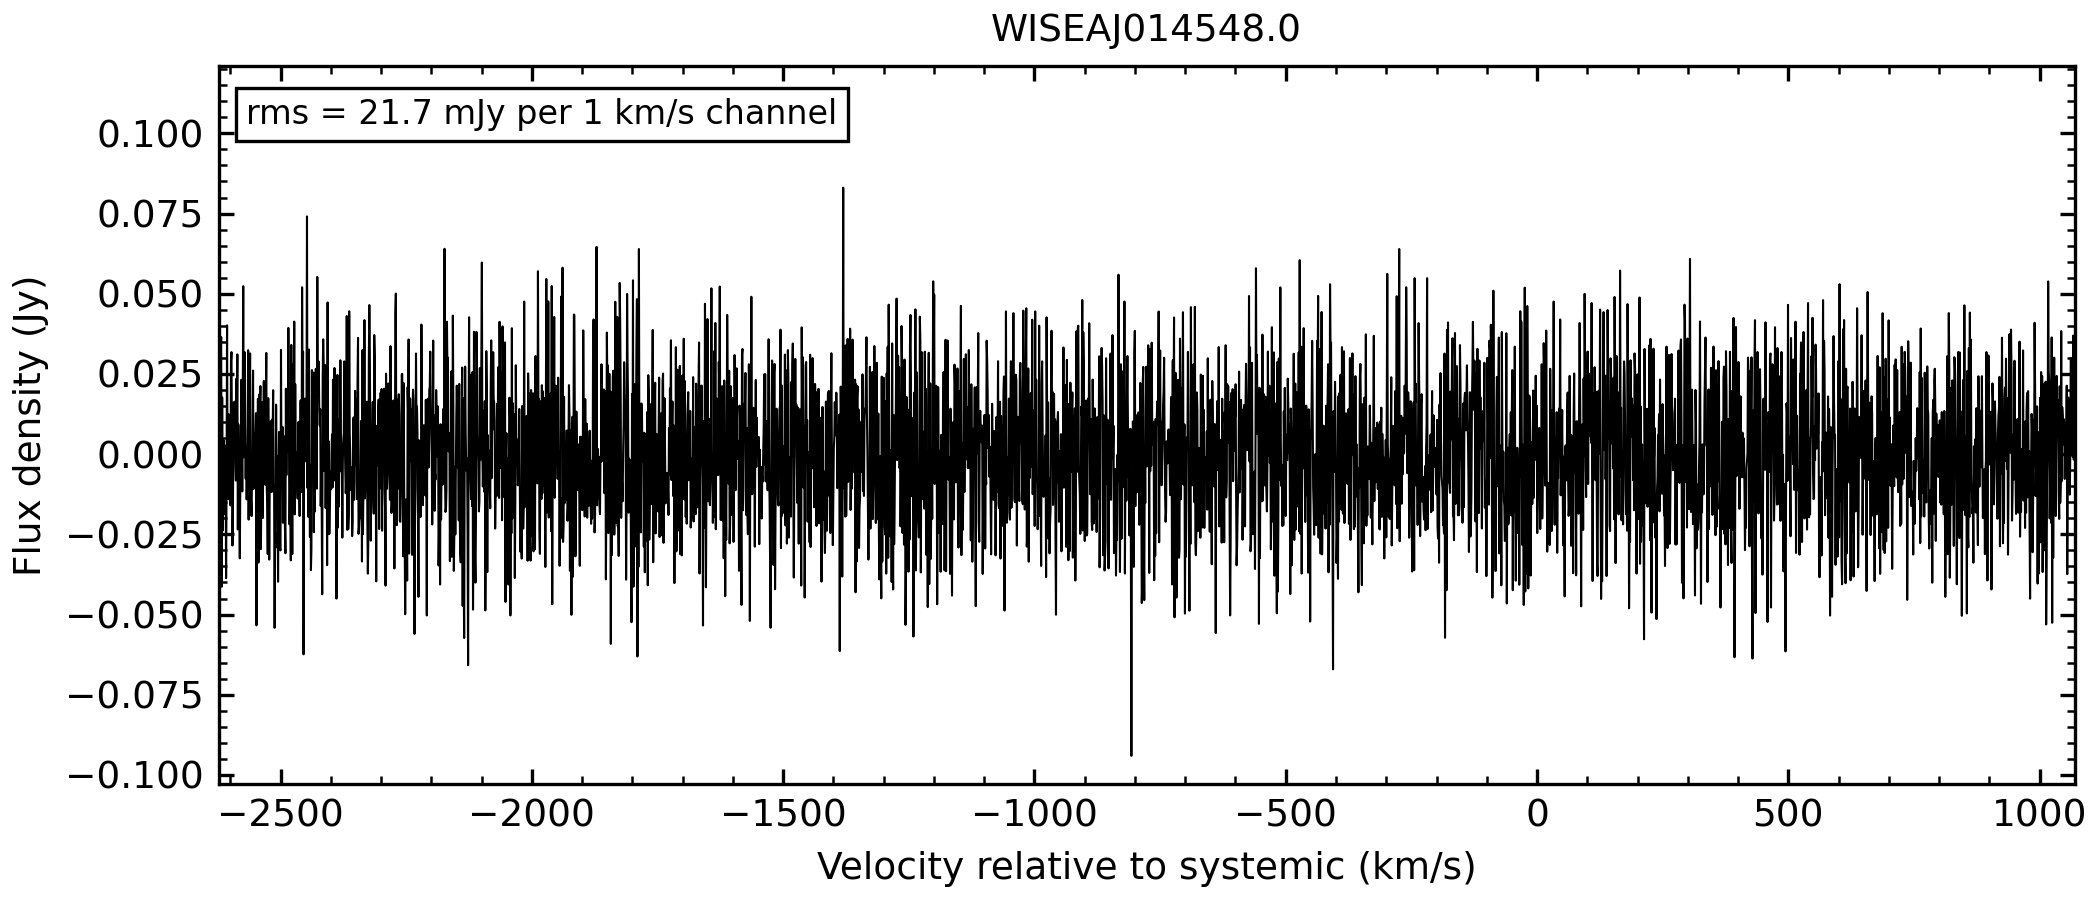 WISEAJ014548.0
rms = 21.7 mJy per 1 km/s channel
0.100
0.075
0.050
0.025
0.000
−0.025
−0.050
−0.075
−0.100
Flux density (Jy)
−2500 −2000 −1500 −1000 −500 0 500 1000
Velocity relative to systemic (km/s)